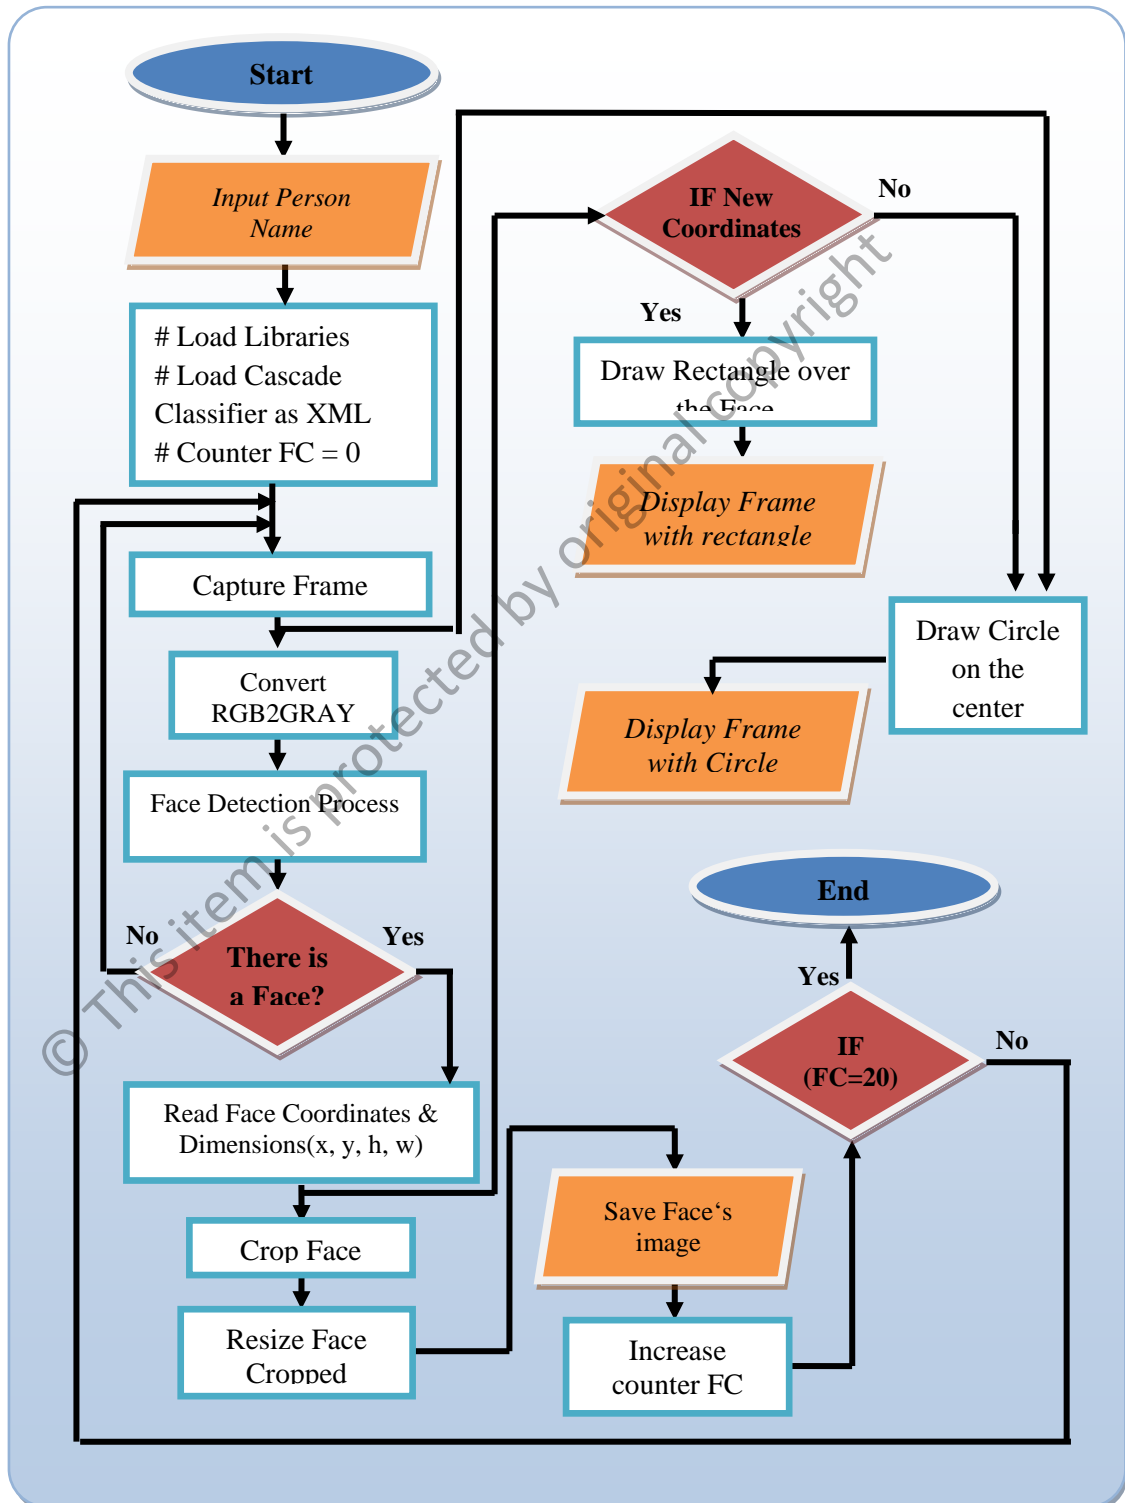 Start
Input Person
Name
# Load Libraries
# Load Cascade
Classifier as XML
# Counter FC = 0
Capture Frame
Convert
RGB2GRAY
Face Detection Process
No
Yes
There is
a Face?
Read Face Coordinates &
Dimensions(x, y, h, w)
Crop Face
Resize Face
Cropped
IF New
Coordinates
No
Yes
Draw Rectangle over
the Face
Display Frame
with rectangle
Draw Circle
on the
center
Display Frame
with Circle
End
Yes
IF
(FC=20)
No
Save Face‘s
image
Increase
counter FC
© This item is protected by original copyright